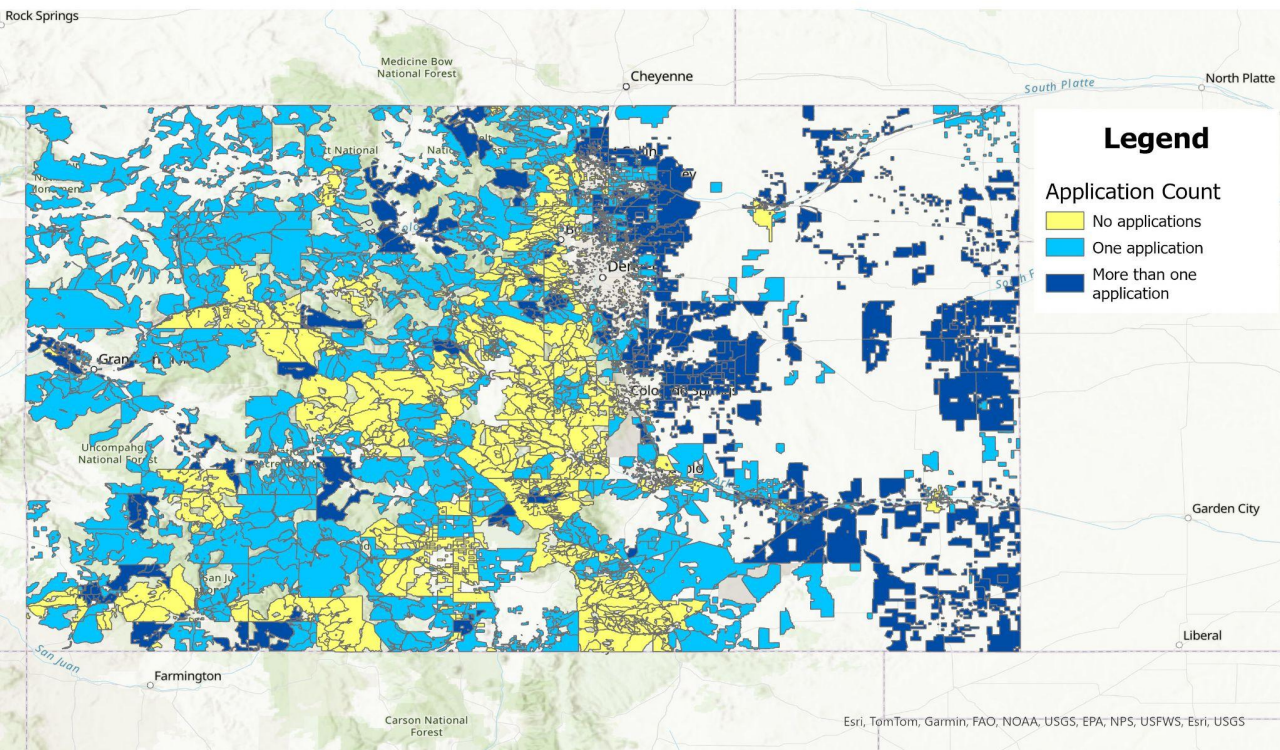 Rock Springs
Medicine Bow
National Forest
Cheyenne
South Platte
North Platte
Legend
Application Count
No applications
One application
More than one
application
Uncompahg
National Forest
Garden City
Liberal
San Juan
Farmington
Carson National
Forest
Esri, TomTom, Garmin, FAO, NOAA, USGS, EPA, NPS, USFWS, Esri, USGS